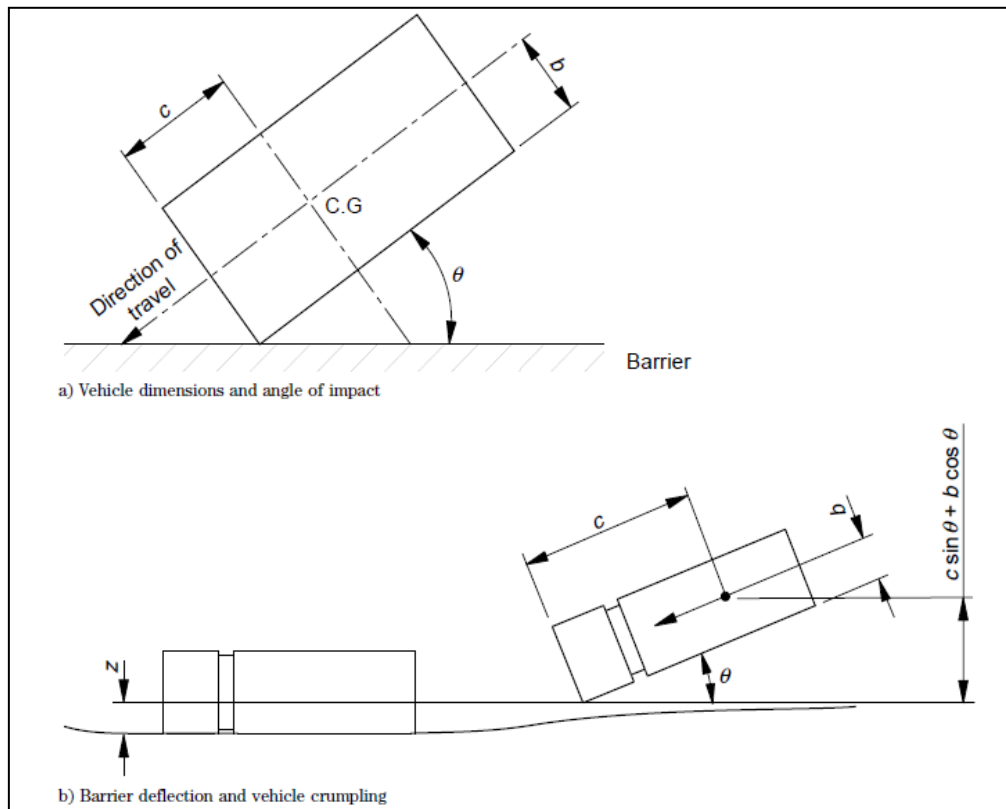 c
b
C.G
Direction of
travel
θ
Barrier
a) Vehicle dimensions and angle of impact
c
b
c sin θ + b cos θ
z
θ
b) Barrier deflection and vehicle crumpling